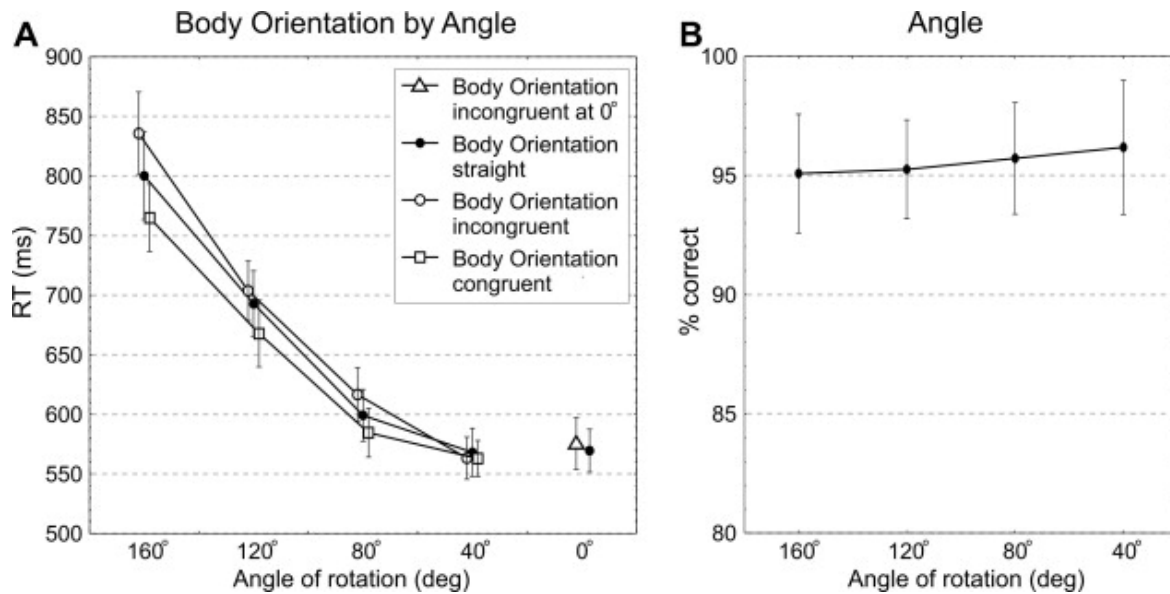 A
Body Orientation by Angle
900
850
800
750
700
650
600
550
500
RT (ms)
Body Orientation
incongruent at 0°
Body Orientation
straight
Body Orientation
incongruent
Body Orientation
congruent
160° 120° 80° 40° 0°
Angle of rotation (deg)
B
Angle
100
95
90
85
80
% correct
160° 120° 80° 40°
Angle of rotation (deg)